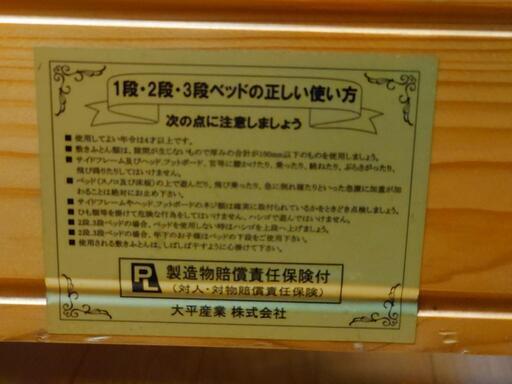 1段・2段・3段ベッドの正しい使い方
次の点に注意しましょう
■ 使用してよい年令は4才以上です。
■ 敷きふとん類は、隙間が生じないもので厚みの合計が100mm以下のものを使用しましょう。
■ サイドフレーム及びヘッド、フットボード、宮等に腰かけたり、乗ったり、跳ねたり、ぶらさがったり、
飛び降りたりしてはいけません。
■ ベッド(スノコ及び床板)の上で遊んだり、飛び乗ったり、急に倒れ寝たりといった急激に加重が加
わることは絶対にお止め下さい。
■ サイドフレームやヘッド、フットボードのネジ類は確実に取付られているかをときどき点検しましょう。
■ ひも類等を掛けて危険な行為をしてはいけません。ハシゴで遊んではいけません。
■ 2段、3段ベッドの場合、ベッドを使用しない時はハシゴを上段へ上げましょう。
■ 2段、3段ベッドの場合、年下のお子様はベッドの下段をご使用下さい。
■ 使用される敷きふとんは、しばしば干すように心掛けて下さい。
PL 製造物賠償責任保険付
(対人・対物賠償責任保険)
大平産業 株式会社